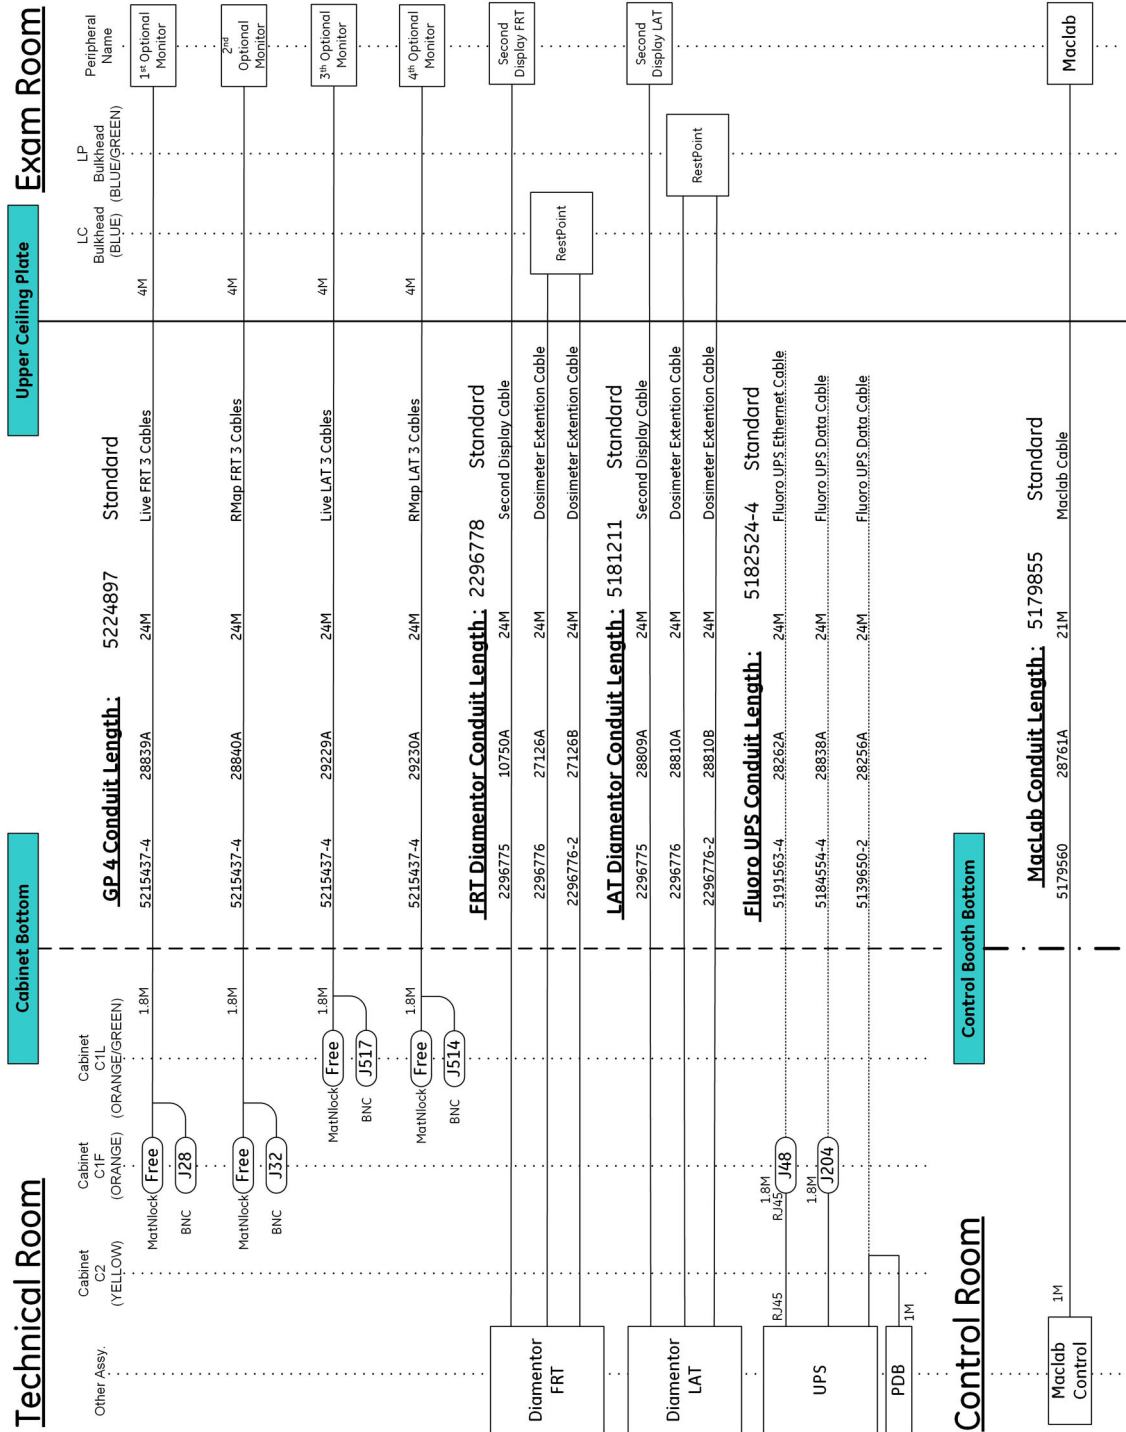 Technical Room
Cabinet Bottom
Upper Ceiling Plate
Exam Room
Other Assy.
Cabinet
C2
(YELLOW)
Cabinet
C1F
(ORANGE)
Cabinet
C1L
(ORANGE/GREEN)
LC
Bulkhead
(BLUE)
LP
Bulkhead
(BLUE/GREEN)
Peripheral
Name
GP 4 Conduit Length : 5224897 Standard
MatNlock Free 1.8M 5215437-4 28839A 24M Live FRT 3 Cables 4M
BNC J28
1st Optional
Monitor
MatNlock Free 1.8M 5215437-4 28840A 24M RMap FRT 3 Cables 4M
BNC J32
2nd
Optional
Monitor
MatNlock Free 1.8M 5215437-4 29229A 24M Live LAT 3 Cables 4M
BNC J517
3th Optional
Monitor
MatNlock Free 1.8M 5215437-4 29230A 24M RMap LAT 3 Cables 4M
BNC J514
4th Optional
Monitor
FRT Diamentor Conduit Length : 2296778 Standard
Diamentor
FRT
2296775 10750A 24M Second Display Cable
Second
Display FRT
2296776 27126A 24M Dosimeter Extention Cable
2296776-2 27126B 24M Dosimeter Extention Cable
RestPoint
LAT Diamentor Conduit Length : 5181211 Standard
Diamentor
LAT
2296775 28809A 24M Second Display Cable
Second
Display LAT
2296776 28810A 24M Dosimeter Extention Cable
2296776-2 28810B 24M Dosimeter Extention Cable
RestPoint
Fluoro UPS Conduit Length : 5182524-4 Standard
UPS
RJ45 RJ45 1.8M J48 5191563-4 28262A 24M Fluoro UPS Ethernet Cable
1.8M J204 5184554-4 28838A 24M Fluoro UPS Data Cable
5139650-2 28256A 24M Fluoro UPS Data Cable
PDB
1M
Control Room
Control Booth Bottom
MacLab Conduit Length : 5179855 Standard
Maclab
Control
1M 5179560 28761A 21M Maclab Cable
Maclab